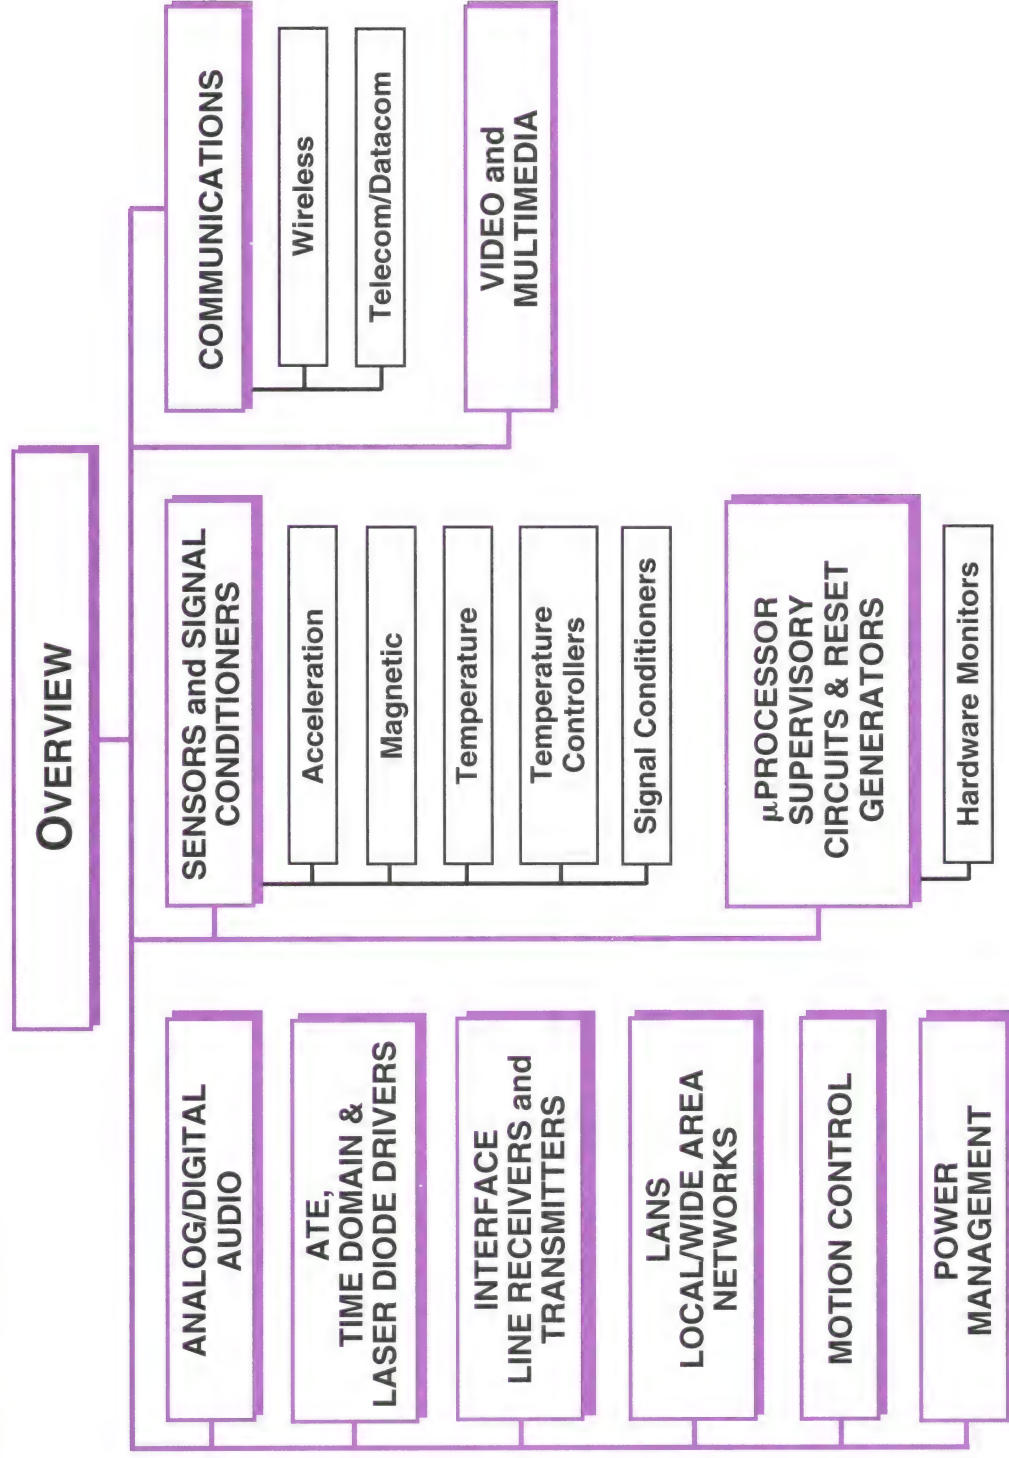 OVERVIEW
ANALOG/DIGITAL
AUDIO
ATE,
TIME DOMAIN &
LASER DIODE DRIVERS
INTERFACE
LINE RECEIVERS and
TRANSMITTERS
LANS
LOCAL/WIDE AREA
NETWORKS
MOTION CONTROL
POWER
MANAGEMENT
SENSORS and SIGNAL
CONDITIONERS
Acceleration
Magnetic
Temperature
Temperature
Controllers
Signal Conditioners
μPROCESSOR
SUPERVISORY
CIRCUITS & RESET
GENERATORS
Hardware Monitors
COMMUNICATIONS
Wireless
Telecom/Datacom
VIDEO and
MULTIMEDIA